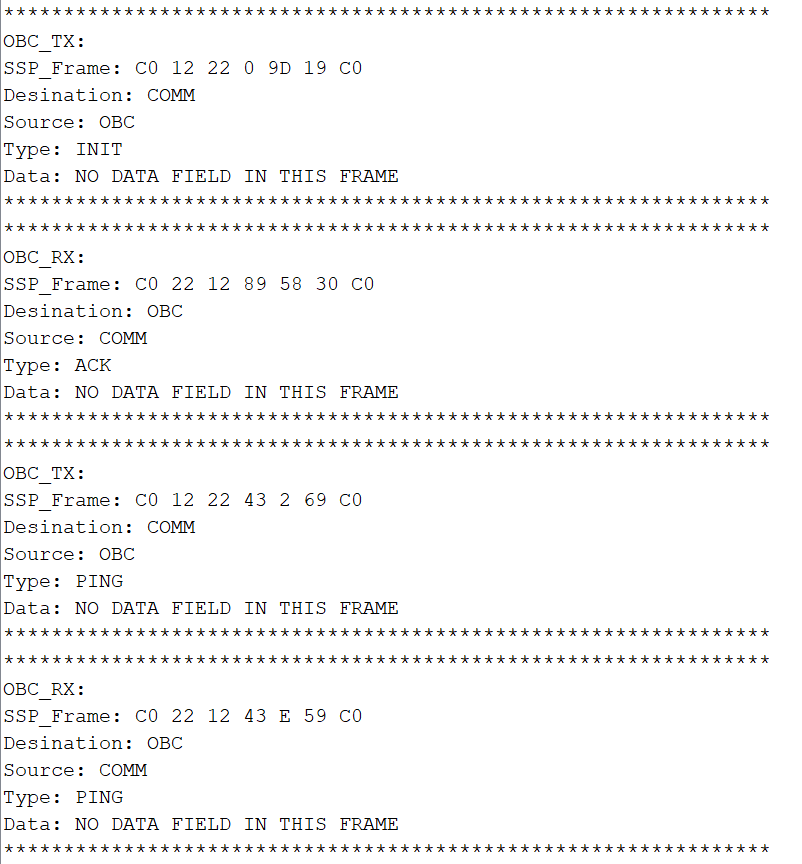 ****************************************************************
OBC_TX:
SSP_Frame: C0 12 22 0 9D 19 C0
Desination: COMM
Source: OBC
Type: INIT
Data: NO DATA FIELD IN THIS FRAME
****************************************************************
****************************************************************
OBC_RX:
SSP_Frame: C0 22 12 89 58 30 C0
Desination: OBC
Source: COMM
Type: ACK
Data: NO DATA FIELD IN THIS FRAME
****************************************************************
****************************************************************
OBC_TX:
SSP_Frame: C0 12 22 43 2 69 C0
Desination: COMM
Source: OBC
Type: PING
Data: NO DATA FIELD IN THIS FRAME
****************************************************************
****************************************************************
OBC_RX:
SSP_Frame: C0 22 12 43 E 59 C0
Desination: OBC
Source: COMM
Type: PING
Data: NO DATA FIELD IN THIS FRAME
****************************************************************